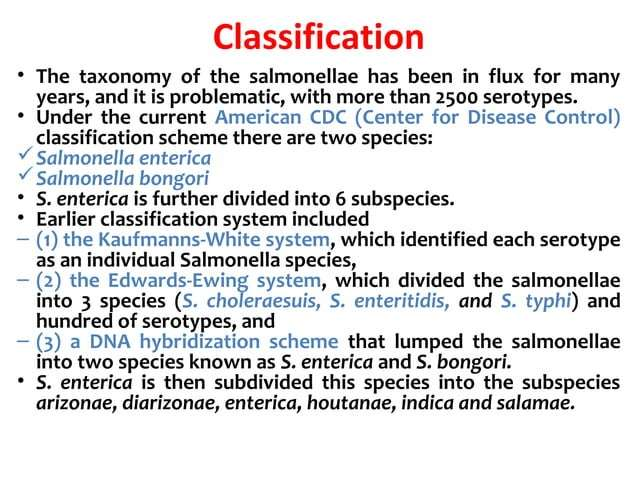 Classification
• The taxonomy of the salmonellae has been in flux for many
years, and it is problematic, with more than 2500 serotypes.
• Under the current American CDC (Center for Disease Control)
classification scheme there are two species:
✓ Salmonella enterica
✓ Salmonella bongori
• S. enterica is further divided into 6 subspecies.
• Earlier classification system included
– (1) the Kaufmanns-White system, which identified each serotype
as an individual Salmonella species,
– (2) the Edwards-Ewing system, which divided the salmonellae
into 3 species (S. choleraesuis, S. enteritidis, and S. typhi) and
hundred of serotypes, and
– (3) a DNA hybridization scheme that lumped the salmonellae
into two species known as S. enterica and S. bongori.
• S. enterica is then subdivided this species into the subspecies
arizonae, diarizonae, enterica, houtanae, indica and salamae.